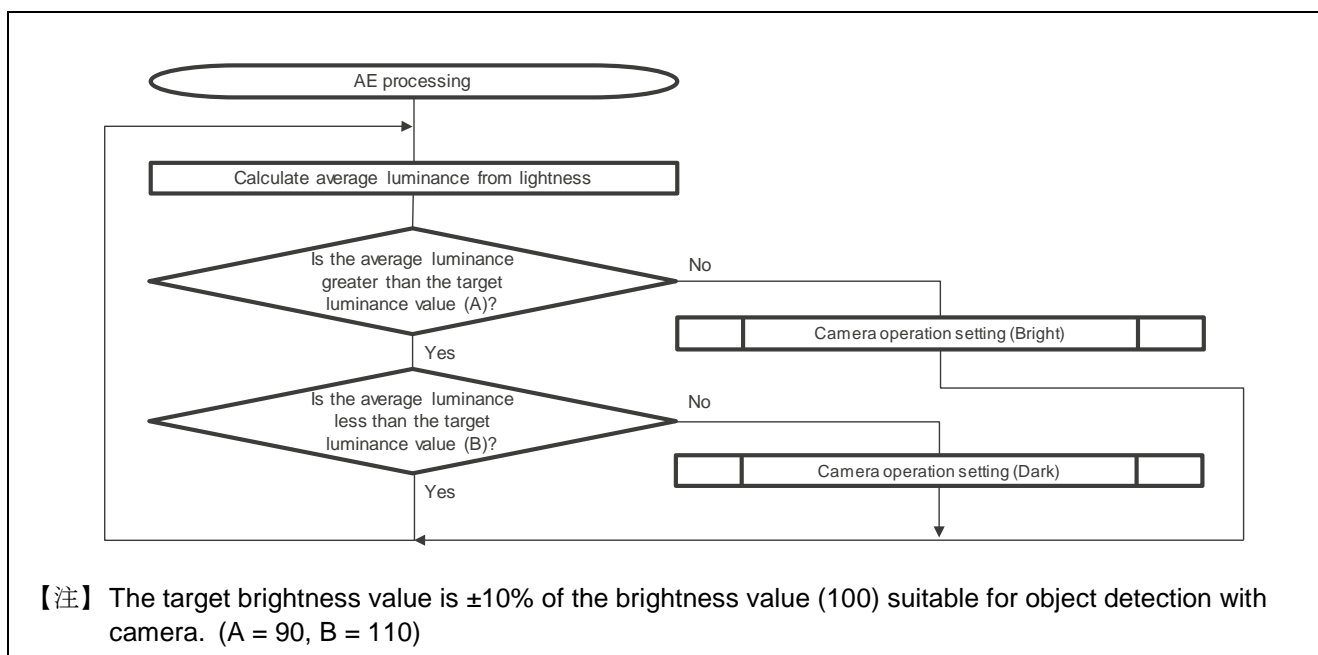 AE processing
Calculate average luminance from lightness
Is the average luminance
greater than the target
luminance value (A)?
No
Camera operation setting (Bright)
Yes
Is the average luminance
less than the target
luminance value (B)?
No
Camera operation setting (Dark)
Yes
【注】 The target brightness value is ±10% of the brightness value (100) suitable for object detection with
camera. (A = 90, B = 110)